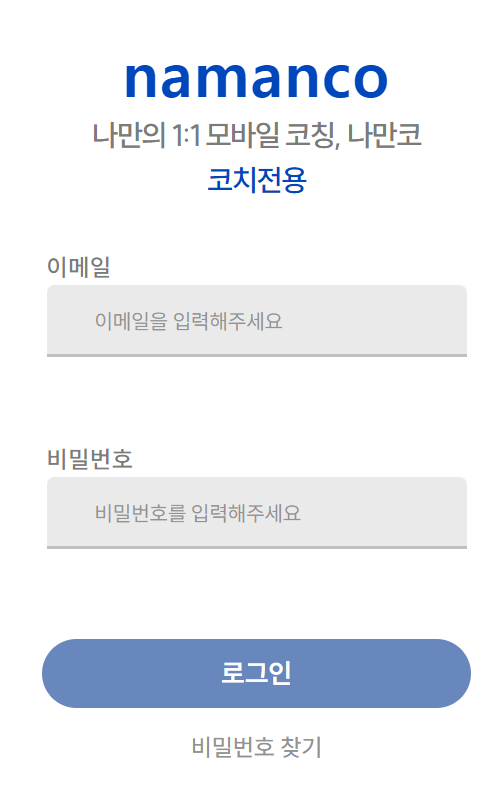 namanco
나만의 1:1 모바일 코칭, 나만코
코치전용
이메일
이메일을 입력해주세요
비밀번호
비밀번호를 입력해주세요
로그인
비밀번호 찾기